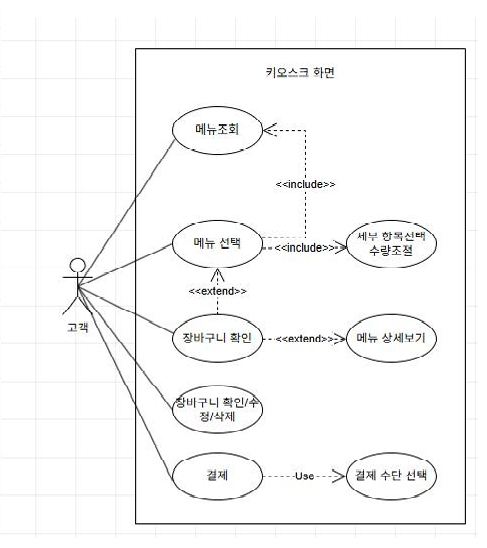 키오스크 화면
메뉴조회
<<include>>
메뉴 선택
<<include>>
세부 항목선택
수량조절
<<extend>>
고객
장바구니 확인
<<extend>>
메뉴 상세보기
장바구니 확인/수
정/삭제
결제
Use
결제 수단 선택